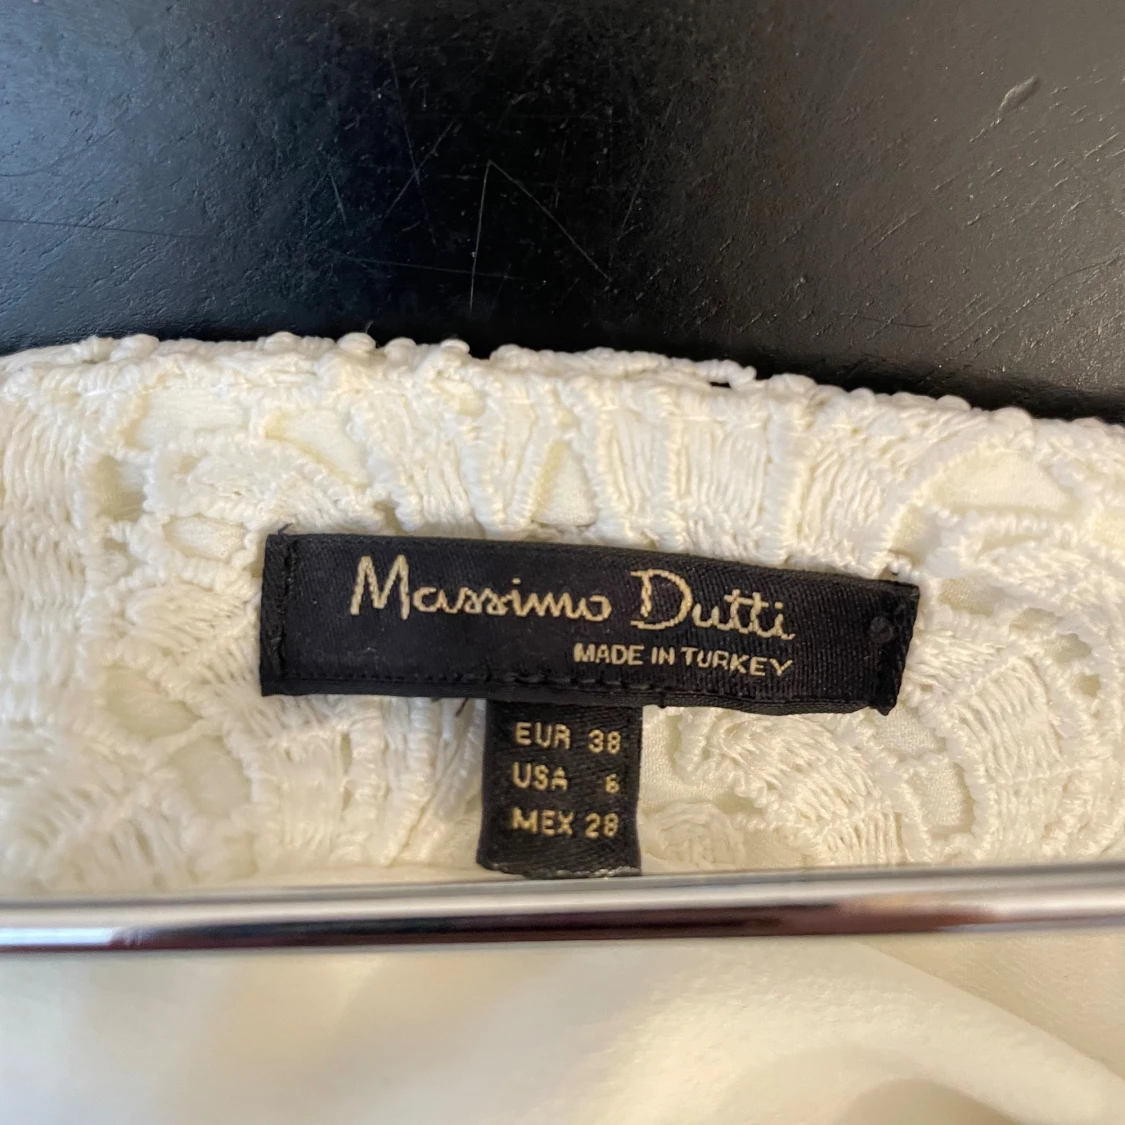 Massimo Dutti
MADE IN TURKEY
EUR 38
USA 6
MEX 28